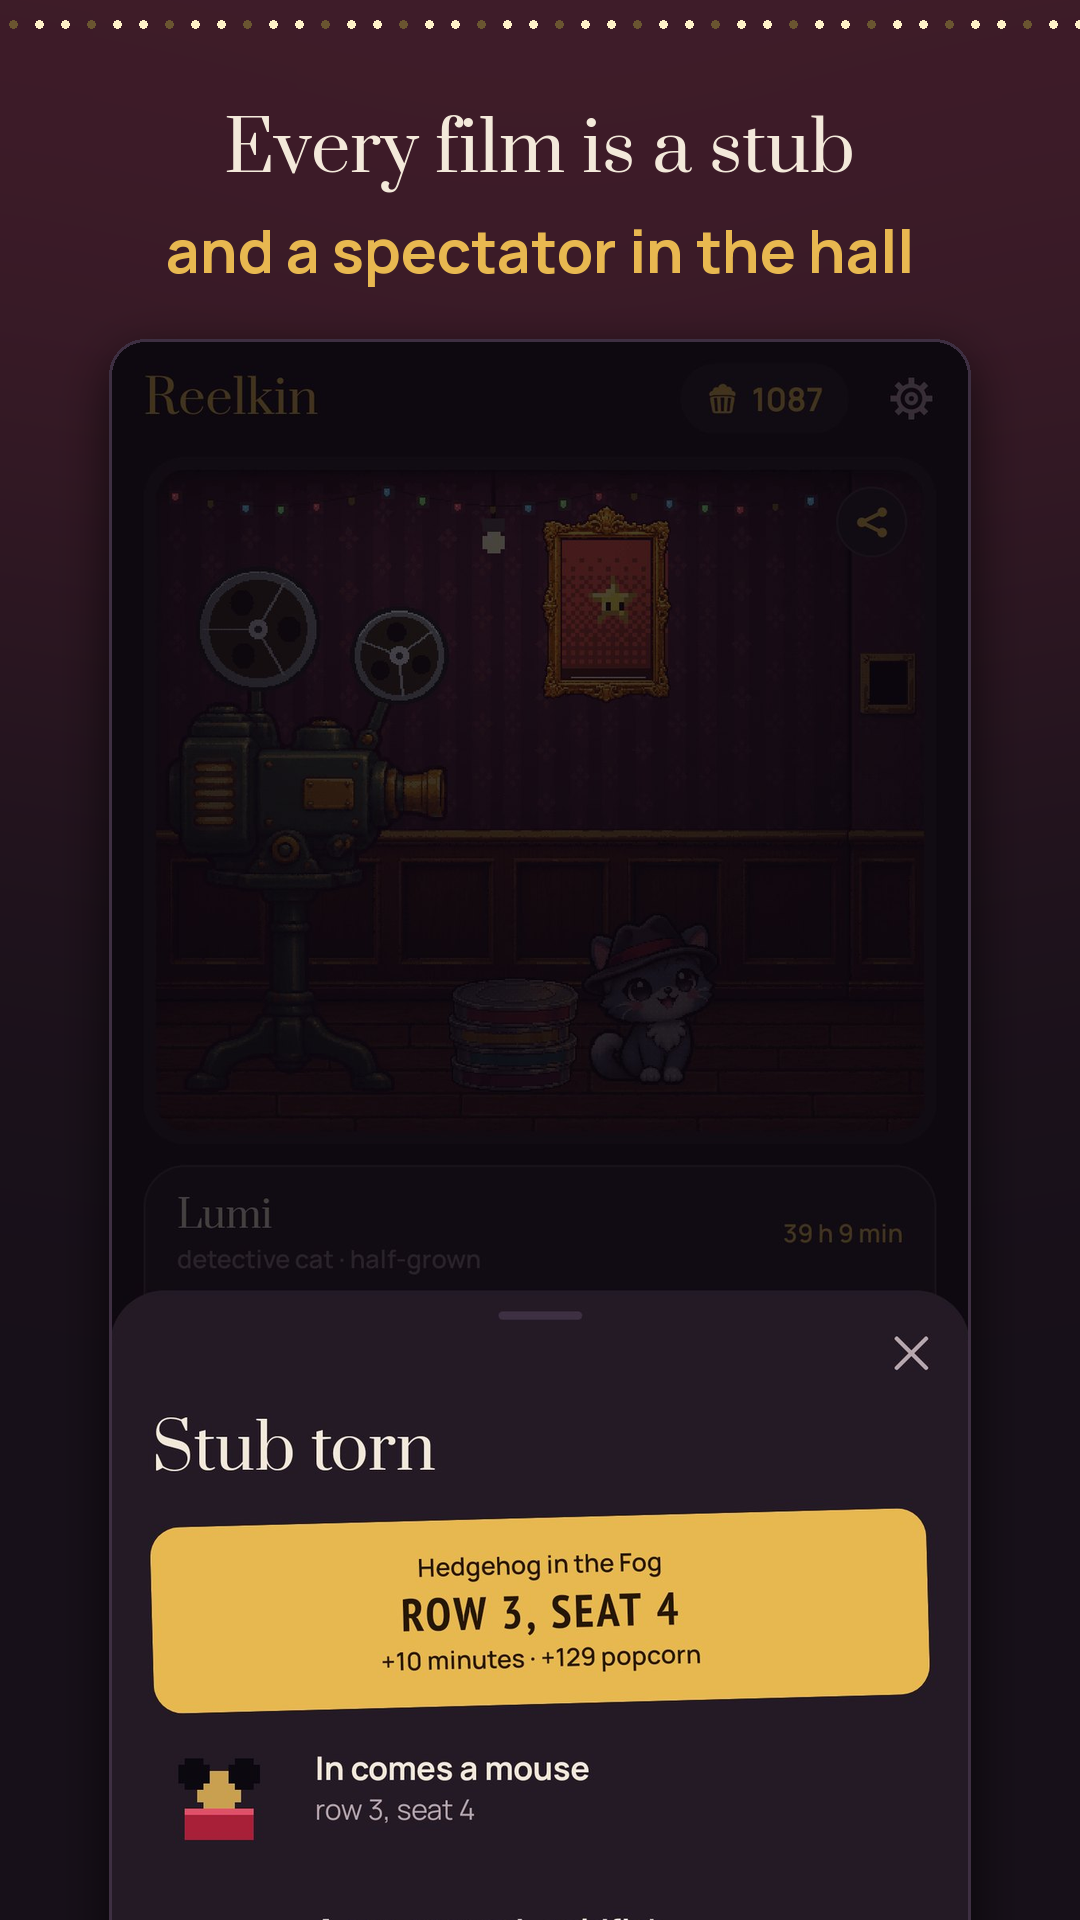 Every film is a stub
and a spectator in the hall
Reelkin
1087
Lumi
39 h 9 min
detective cat · half-grown
Stub torn
Hedgehog in the Fog
ROW 3, SEAT 4
+10 minutes · +129 popcorn
In comes a mouse
row 3, seat 4